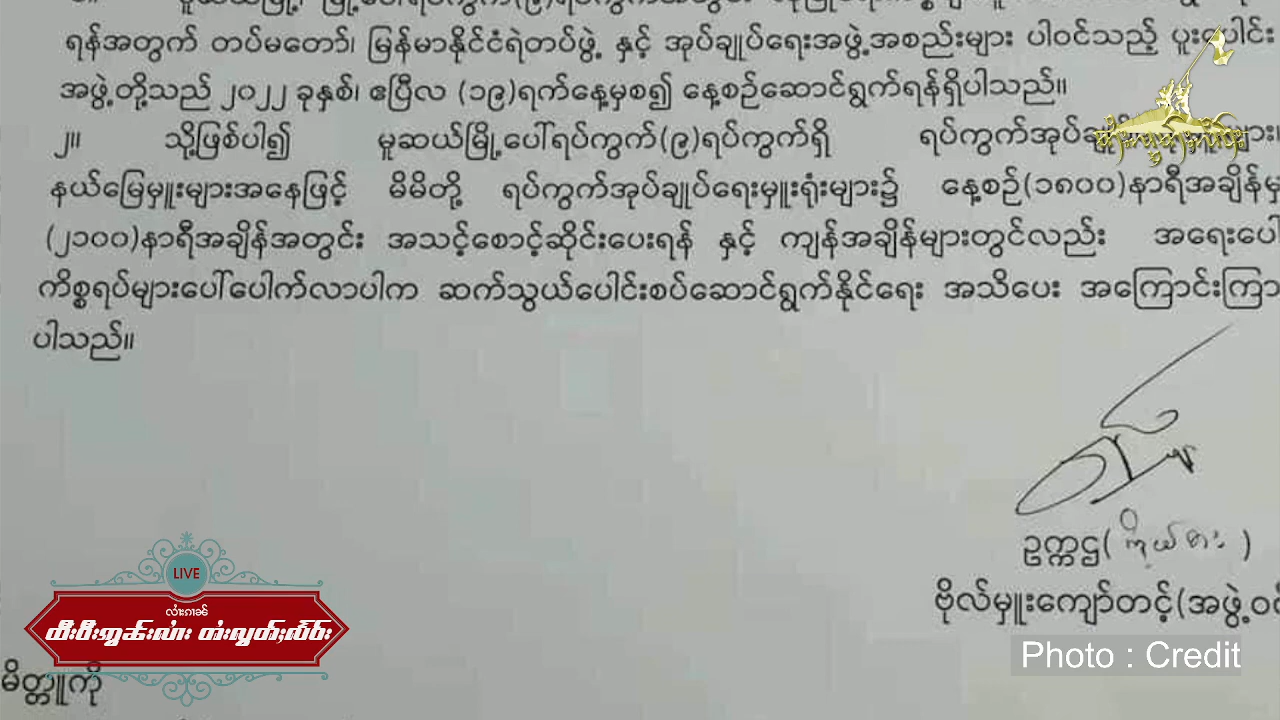 ရန်အတွက် တပ်မတော်၊ မြန်မာနိုင်ငံရဲတပ်ဖွဲ့ နှင့် အုပ်ချုပ်ရေးအဖွဲ့အစည်းများ ပါဝင်သည့် ပူးပေါင်း
အဖွဲ့တို့သည် ၂၀၂၂ ခုနှစ်၊ ဧပြီလ (၁၉)ရက်နေ့မှစ၍ နေ့စဉ်ဆောင်ရွက်ရန်ရှိပါသည်။
၂။ သို့ဖြစ်ပါ၍ မူဆယ်မြို့ပေါ်ရပ်ကွက်(၉)ရပ်ကွက်ရှိ ရပ်ကွက်အုပ်ချုပ်ရေးမှူးများ၊
နယ်မြေမှူးများအနေဖြင့် မိမိတို့ ရပ်ကွက်အုပ်ချုပ်ရေးမှူးရုံးများ၌ နေ့စဉ်(၁၈၀၀)နာရီအချိန်မှ
(၂၁၀၀)နာရီအချိန်အတွင်း အသင့်စောင့်ဆိုင်းပေးရန် နှင့် ကျန်အချိန်များတွင်လည်း အရေးပေါ်
ကိစ္စရပ်များပေါ်ပေါက်လာပါက ဆက်သွယ်ပေါင်းစပ်ဆောင်ရွက်နိုင်ရေး အသိပေး အကြောင်းကြာ
ပါသည်။
ဥက္ကဋ္ဌ(ကိုယ်စား)
ဗိုလ်မှူးကျော်တင့်(အဖွဲ့ဝင်
LIVE
Photo : Credit
မိတ္တူကို